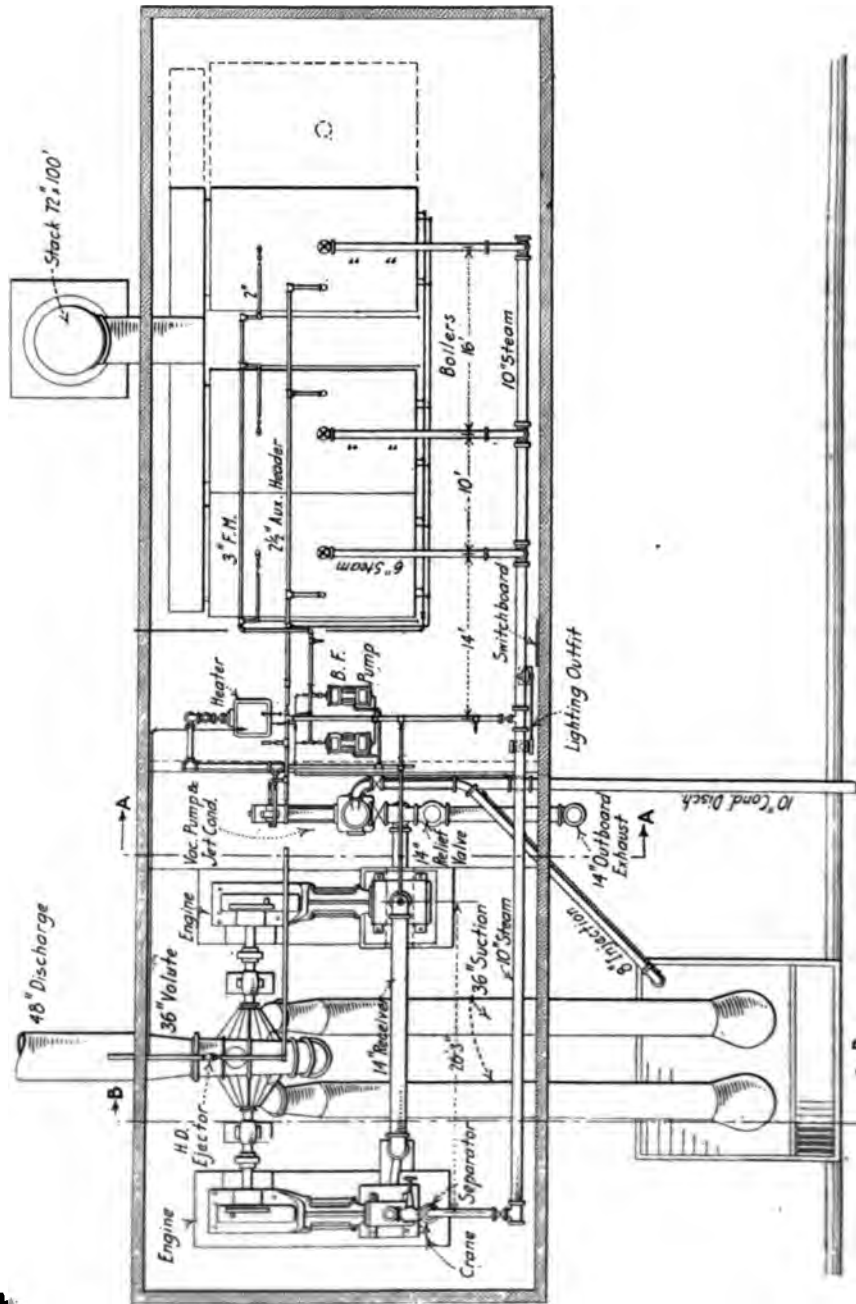 Stack 72"x100'
2"
3" F.M.
2½" Aux. Header
6" Steam
Boilers
16'
10" Steam
10'
14'
Switchboard
Lighting Outfit
Heater
B. F.
Pump
Vac. Pump &
Jet Cond.
A
A
14"
Relief
Valve
14" Outboard
Exhaust
10" Cond. Disch.
8" Injection
Engine
48" Discharge
36" Volute
36" Suction
10" Steam
14" Receiver
26'3"
B
H.D.
Ejector
Separator
Engine
Crane